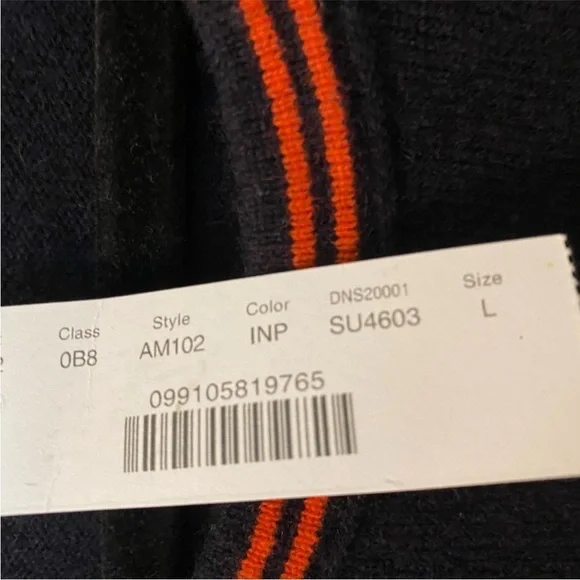 Class Style Color DNS20001 Size
0B8 AM102 INP SU4603 L
099105819765